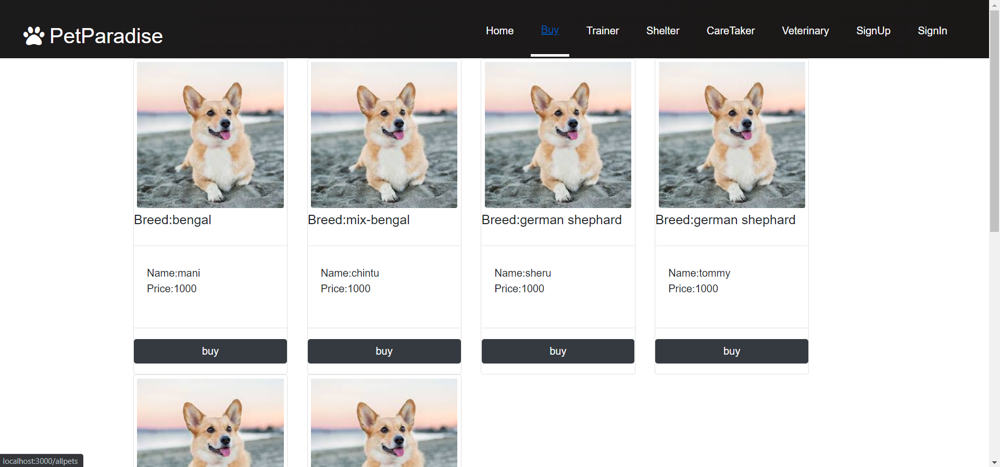 PetParadise
Home Buy Trainer Shelter CareTaker Veterinary SignUp SignIn
Breed:bengal Breed:mix-bengal Breed:german shephard Breed:german shephard
Name:mani Name:chintu Name:sheru Name:tommy
Price:1000 Price:1000 Price:1000 Price:1000
buy buy buy buy
localhost:3000/allpets